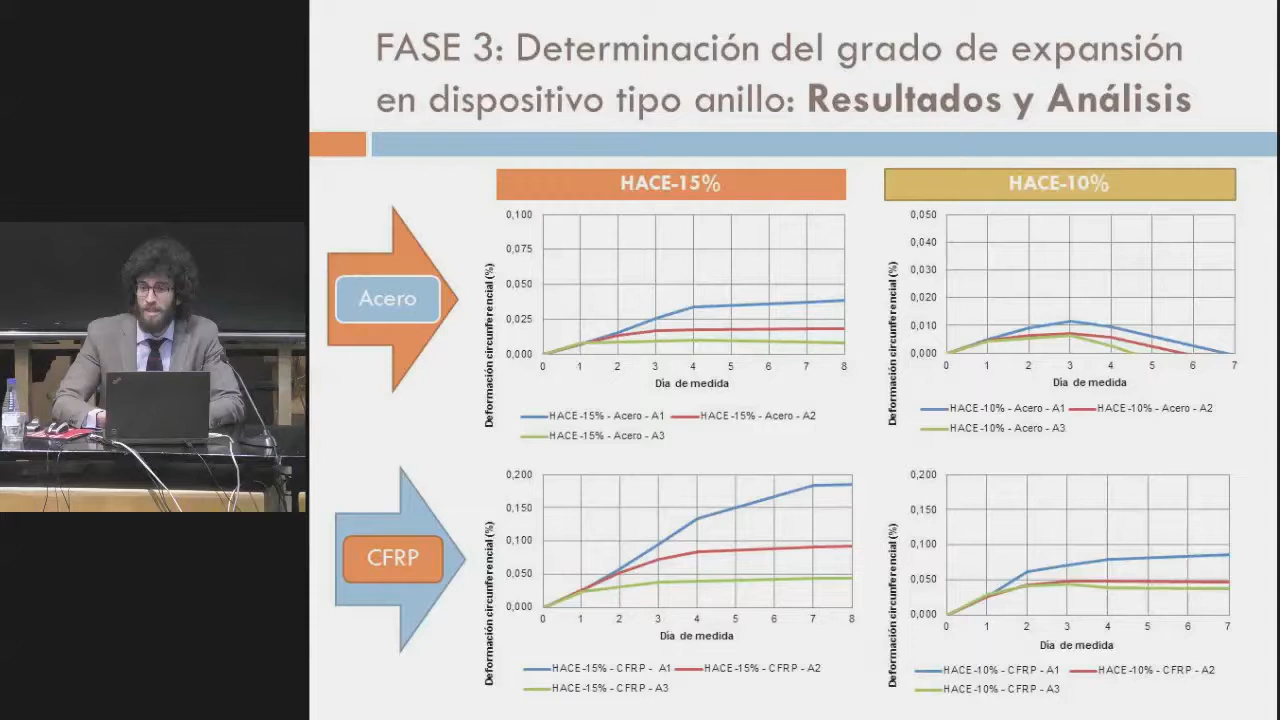 FASE 3: Determinación del grado de expansión
en dispositivo tipo anillo: Resultados y Análisis
HACE-15%
HACE-10%
Acero
Deformación circunferencial (%)
0,100
0,075
0,050
0,025
0,000
0 1 2 3 4 5 6 7 8
Día de medida
HACE-15% - Acero - A1
HACE-15% - Acero - A2
HACE-15% - Acero - A3
Deformación circunferencial (%)
0,050
0,040
0,030
0,020
0,010
0,000
0 1 2 3 4 5 6 7
Día de medida
HACE-10% - Acero - A1
HACE-10% - Acero - A2
HACE-10% - Acero - A3
CFRP
Deformación circunferencial (%)
0,200
0,150
0,100
0,050
0,000
0 1 2 3 4 5 6 7 8
Día de medida
HACE-15% - CFRP - A1
HACE-15% - CFRP - A2
HACE-15% - CFRP - A3
Deformación circunferencial (%)
0,200
0,150
0,100
0,050
0,000
0 1 2 3 4 5 6 7
Día de medida
HACE-10% - CFRP - A1
HACE-10% - CFRP - A2
HACE-10% - CFRP - A3